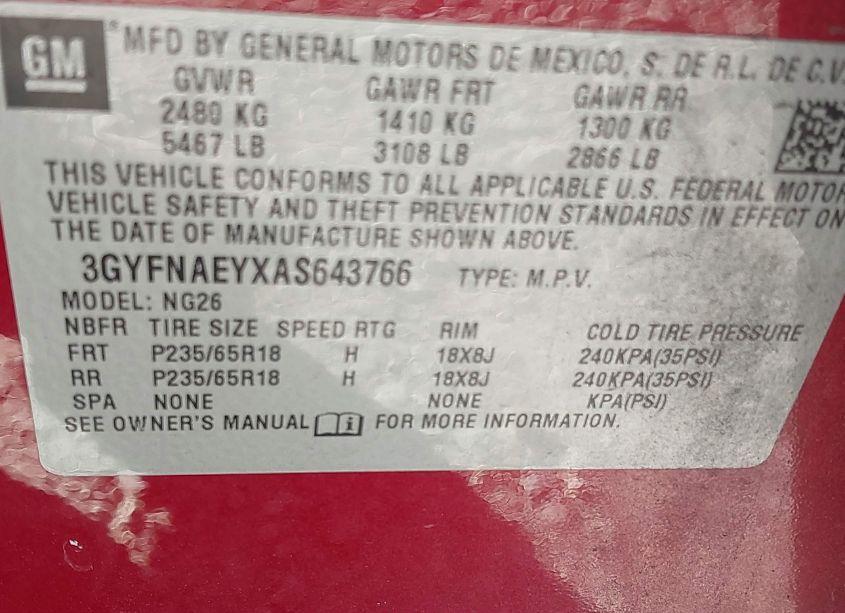 GM ®MFD BY GENERAL MOTORS DE MEXICO, S. DE R.L. DE C.V.
GVWR GAWR FRT GAWR RR
2480 KG 1410 KG 1300 KG
5467 LB 3108 LB 2866 LB
THIS VEHICLE CONFORMS TO ALL APPLICABLE U.S. FEDERAL MOTOR
VEHICLE SAFETY AND THEFT PREVENTION STANDARDS IN EFFECT ON
THE DATE OF MANUFACTURE SHOWN ABOVE.
3GYFNAEYXAS643766 TYPE: M.P.V.
MODEL: NG26
NBFR TIRE SIZE SPEED RTG RIM COLD TIRE PRESSURE
FRT P235/65R18 H 18X8J 240KPA(35PSI)
RR P235/65R18 H 18X8J 240KPA(35PSI)
SPA NONE NONE KPA(PSI)
SEE OWNER'S MANUAL i FOR MORE INFORMATION.